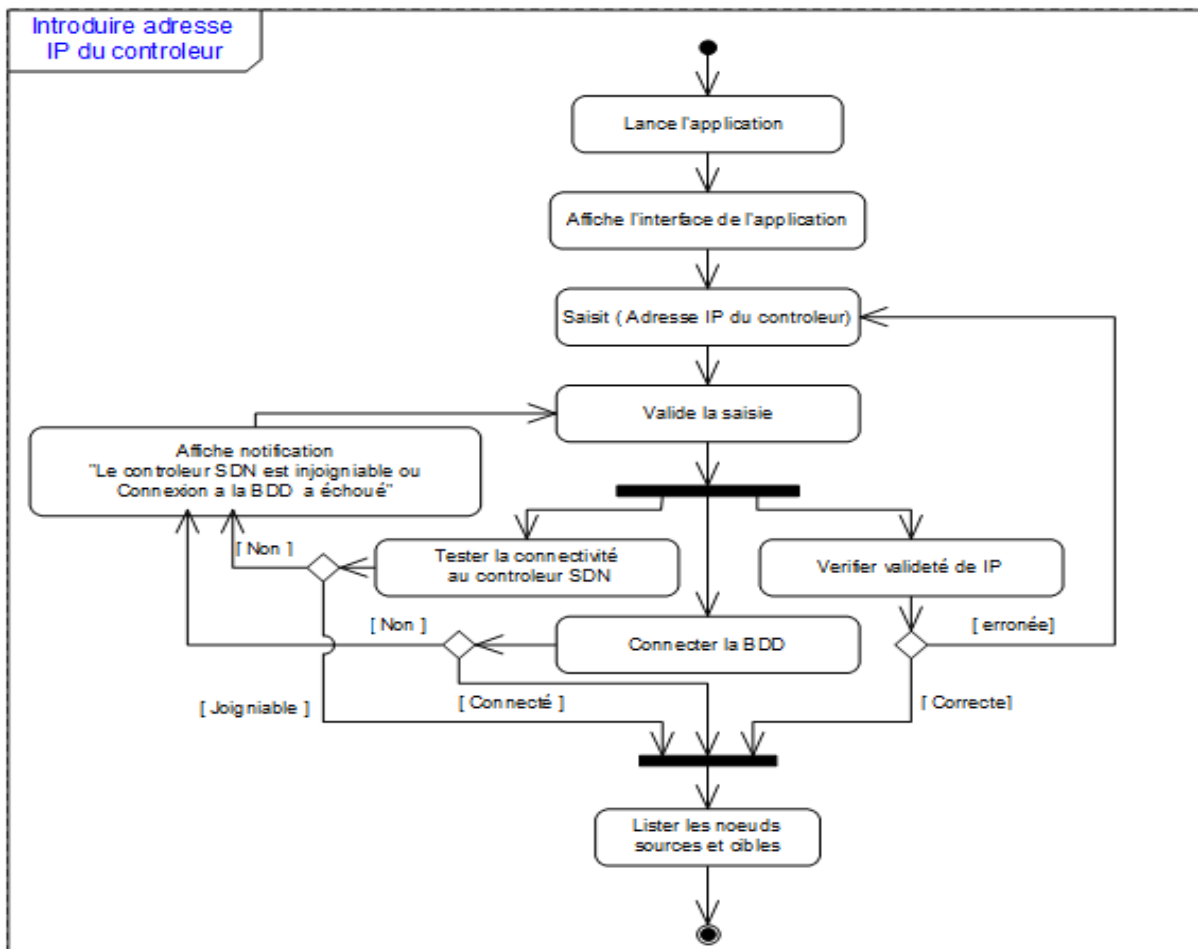 Introduire adresse
IP du controleur
Lance l'application
Affiche l'interface de l'application
Saisit ( Adresse IP du controleur)
Valide la saisie
Affiche notification
"Le controleur SDN est injoigniable ou
Connexion a la BDD a échoué"
[ Non ]
Tester la connectivité
au controleur SDN
Verifier valideté de IP
[ Non ]
Connecter la BDD
[ erronée]
[ Joigniable ]
[ Connecté ]
[ Correcte]
Lister les noeuds
sources et cibles